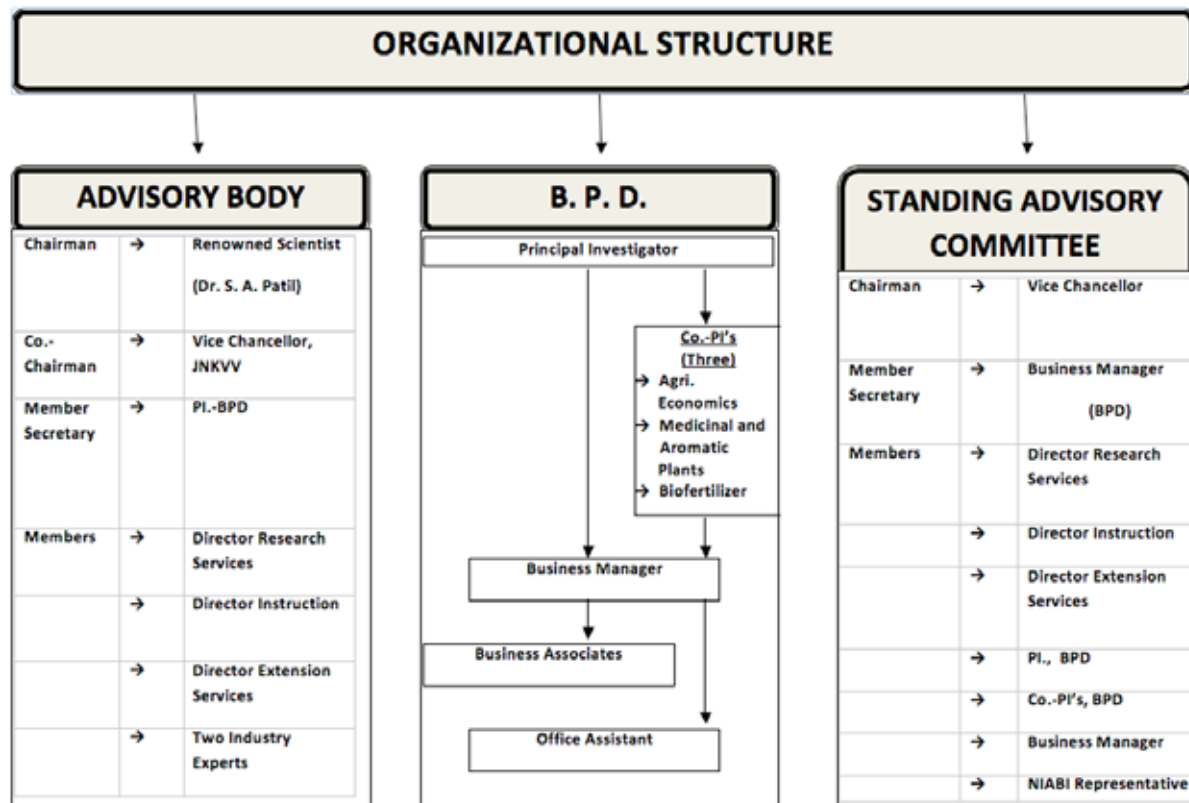 ORGANIZATIONAL STRUCTURE
ADVISORY BODY
Chairman → Renowned Scientist
(Dr. S. A. Patil)
Co.- → Vice Chancellor,
Chairman JNKVV
Member → PI.-BPD
Secretary
Members → Director Research
Services
→ Director Instruction
→ Director Extension
Services
→ Two Industry
Experts
B. P. D.
Principal Investigator
Co.-PI's
(Three)
→ Agri.
Economics
→ Medicinal and
Aromatic
Plants
→ Biofertilizer
Business Manager
Business Associates
Office Assistant
STANDING ADVISORY
COMMITTEE
Chairman → Vice Chancellor
Member → Business Manager
Secretary (BPD)
Members → Director Research
Services
→ Director Instruction
→ Director Extension
Services
→ PI., BPD
→ Co.-PI's, BPD
→ Business Manager
→ NIABI Representative